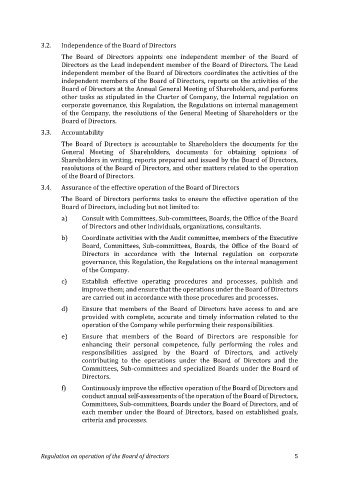 3.2. Independence of the Board of Directors
The Board of Directors appoints one independent member of the Board of
Directors as the Lead independent member of the Board of Directors. The Lead
independent member of the Board of Directors coordinates the activities of the
independent members of the Board of Directors, reports on the activities of the
Board of Directors at the Annual General Meeting of Shareholders, and performs
other tasks as stipulated in the Charter of Company, the Internal regulation on
corporate governance, this Regulation, the Regulations on internal management
of the Company, the resolutions of the General Meeting of Shareholders or the
Board of Directors.
3.3. Accountability
The Board of Directors is accountable to Shareholders the documents for the
General Meeting of Shareholders, documents for obtaining opinions of
Shareholders in writing, reports prepared and issued by the Board of Directors,
resolutions of the Board of Directors, and other matters related to the operation
of the Board of Directors.
3.4. Assurance of the effective operation of the Board of Directors
The Board of Directors performs tasks to ensure the effective operation of the
Board of Directors, including but not limited to:
a) Consult with Committees, Sub-committees, Boards, the Office of the Board
of Directors and other individuals, organizations, consultants.
b) Coordinate activities with the Audit committee, members of the Executive
Board, Committees, Sub-committees, Boards, the Office of the Board of
Directors in accordance with the Internal regulation on corporate
governance, this Regulation, the Regulations on the internal management
of the Company.
c) Establish effective operating procedures and processes, publish and
improve them; and ensure that the operations under the Board of Directors
are carried out in accordance with those procedures and processes.
d) Ensure that members of the Board of Directors have access to and are
provided with complete, accurate and timely information related to the
operation of the Company while performing their responsibilities.
e) Ensure that members of the Board of Directors are responsible for
enhancing their personal competence, fully performing the roles and
responsibilities assigned by the Board of Directors, and actively
contributing to the operations under the Board of Directors and the
Committees, Sub-committees and specialized Boards under the Board of
Directors.
f) Continuously improve the effective operation of the Board of Directors and
conduct annual self-assessments of the operation of the Board of Directors,
Committees, Sub-committees, Boards under the Board of Directors, and of
each member under the Board of Directors, based on established goals,
criteria and processes.
Regulation on operation of the Board of directors 5